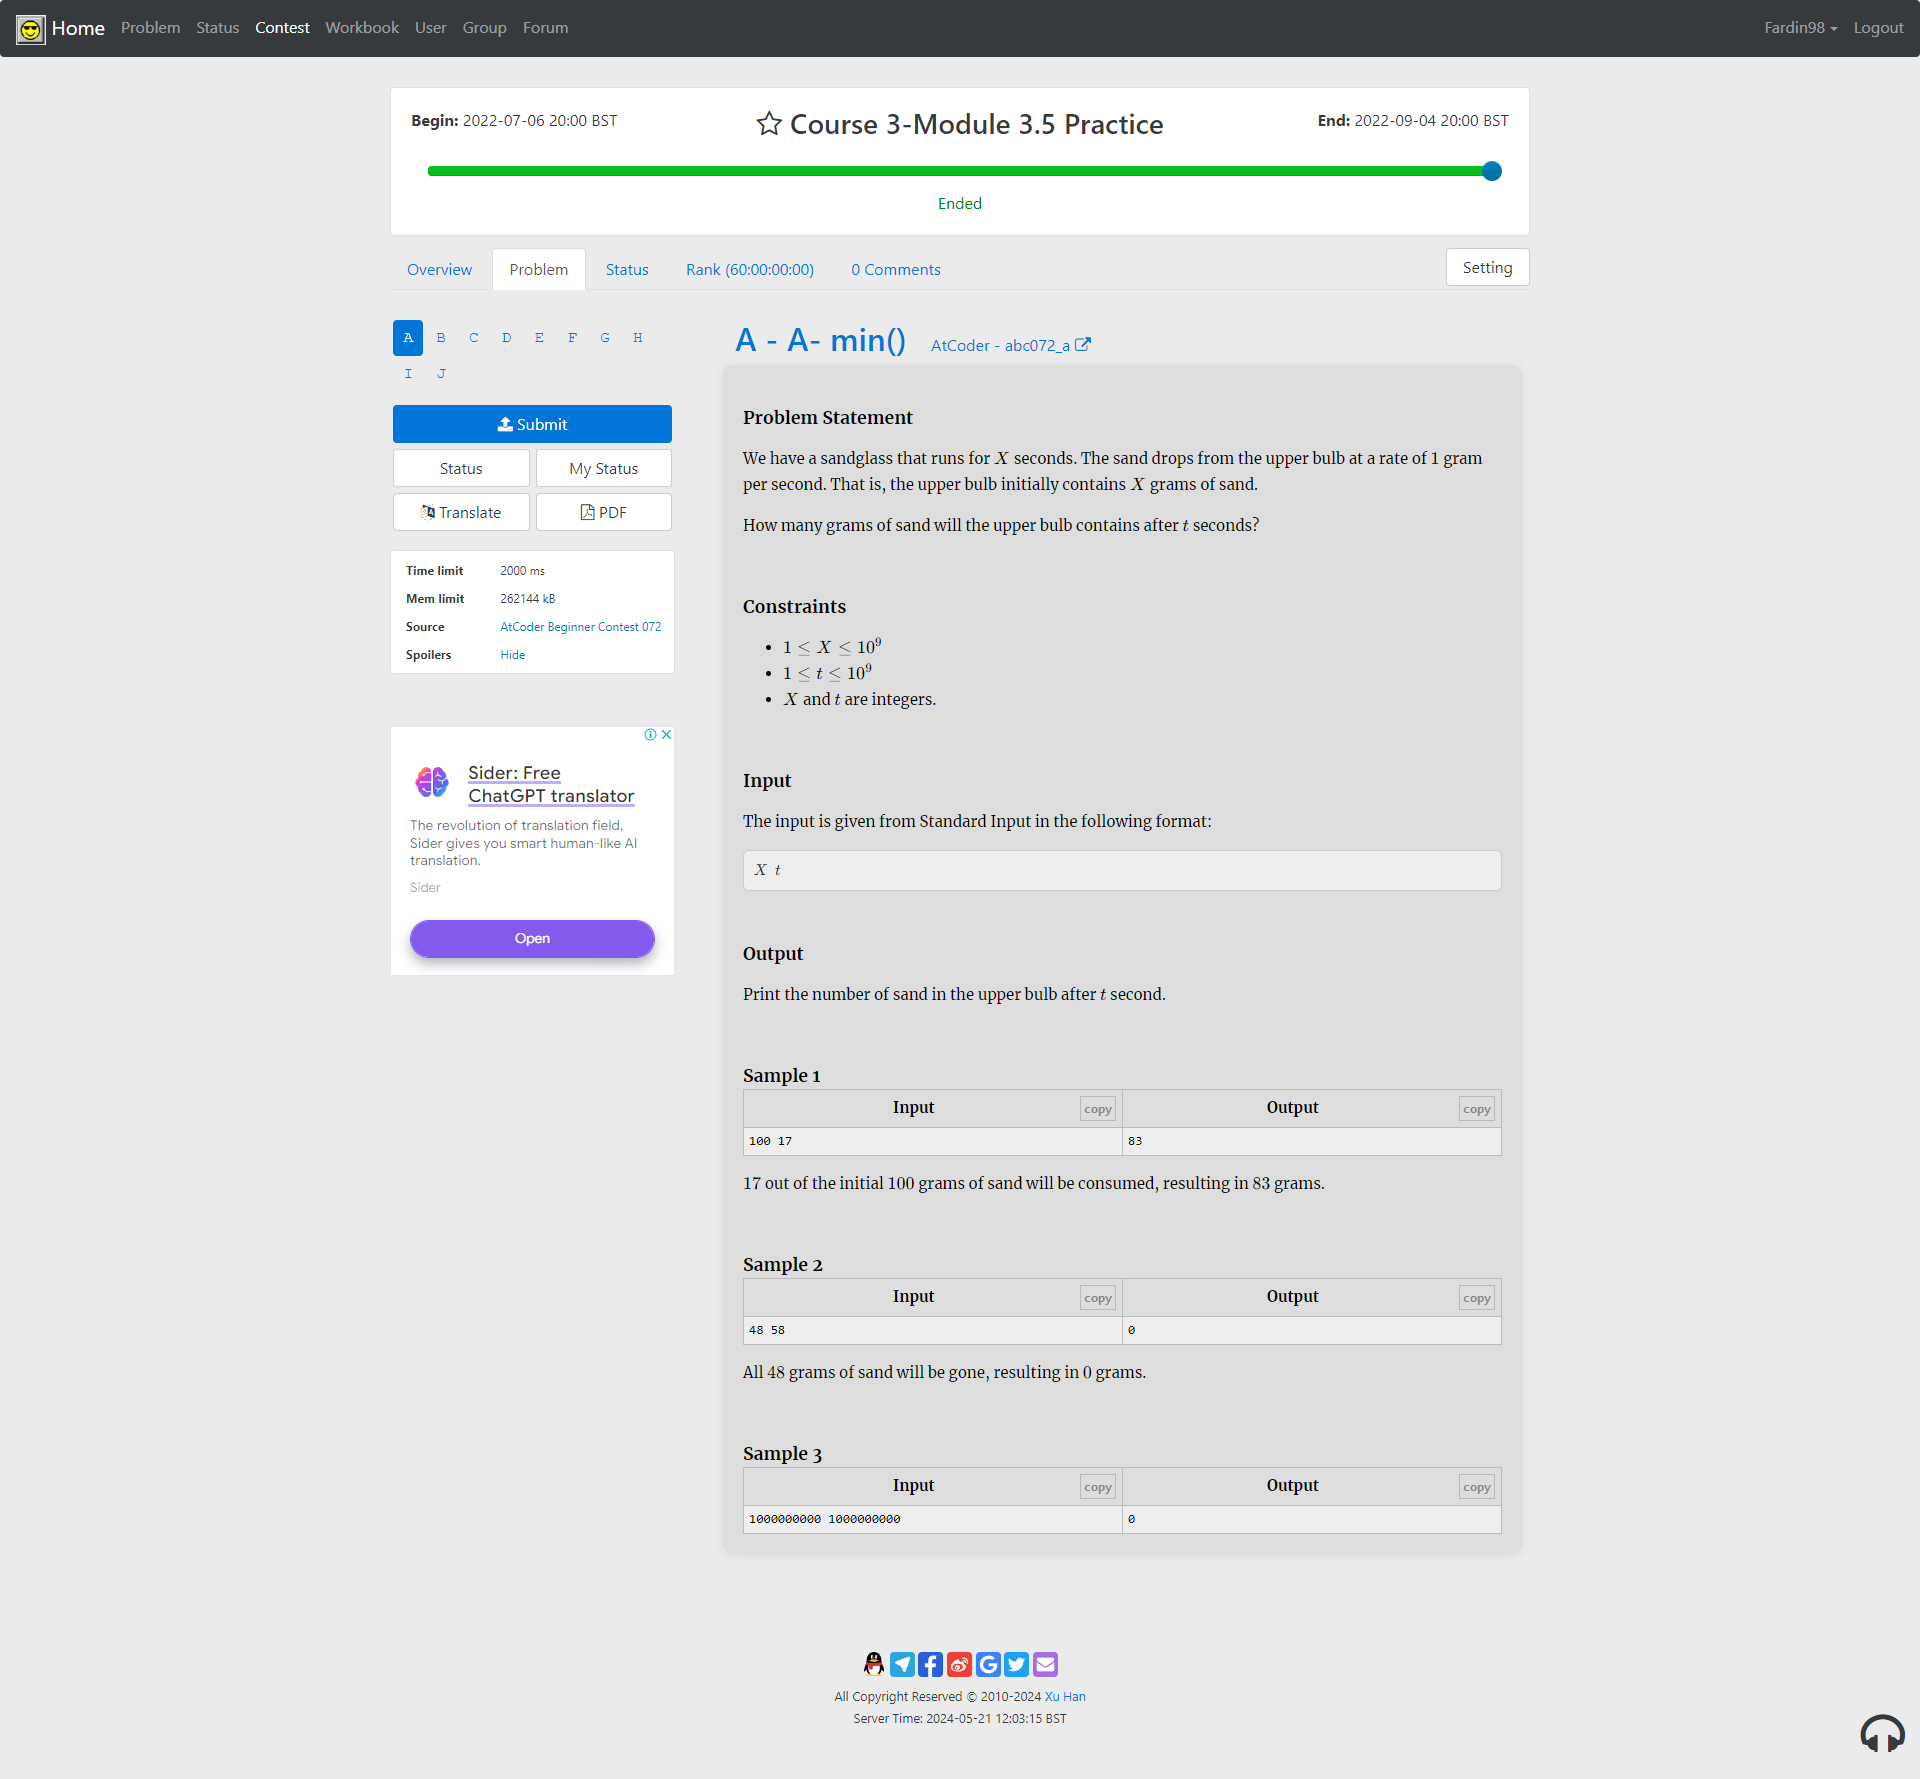 Home Problem Status Contest Workbook User Group Forum Fardin98 Logout
Begin: 2022-07-06 20:00 BST
Course 3-Module 3.5 Practice
End: 2022-09-04 20:00 BST
Ended
Overview Problem Status Rank (60:00:00:00) 0 Comments Setting
A B C D E F G H
I J
Submit
Status My Status
Translate PDF
Time limit 2000 ms
Mem limit 262144 kB
Source AtCoder Beginner Contest 072
Spoilers Hide
Sider: Free
ChatGPT translator
The revolution of translation field,
Sider gives you smart human-like AI
translation.
Sider
Open
A - A- min() AtCoder - abc072_a
Problem Statement
We have a sandglass that runs for X seconds. The sand drops from the upper bulb at a rate of 1 gram
per second. That is, the upper bulb initially contains X grams of sand.
How many grams of sand will the upper bulb contains after t seconds?
Constraints
• 1 ≤ X ≤ 10⁹
• 1 ≤ t ≤ 10⁹
• X and t are integers.
Input
The input is given from Standard Input in the following format:
X t
Output
Print the number of sand in the upper bulb after t second.
Sample 1
Input copy Output copy
100 17 83
17 out of the initial 100 grams of sand will be consumed, resulting in 83 grams.
Sample 2
Input copy Output copy
48 58 0
All 48 grams of sand will be gone, resulting in 0 grams.
Sample 3
Input copy Output copy
1000000000 1000000000 0
All Copyright Reserved © 2010-2024 Xu Han
Server Time: 2024-05-21 12:03:15 BST